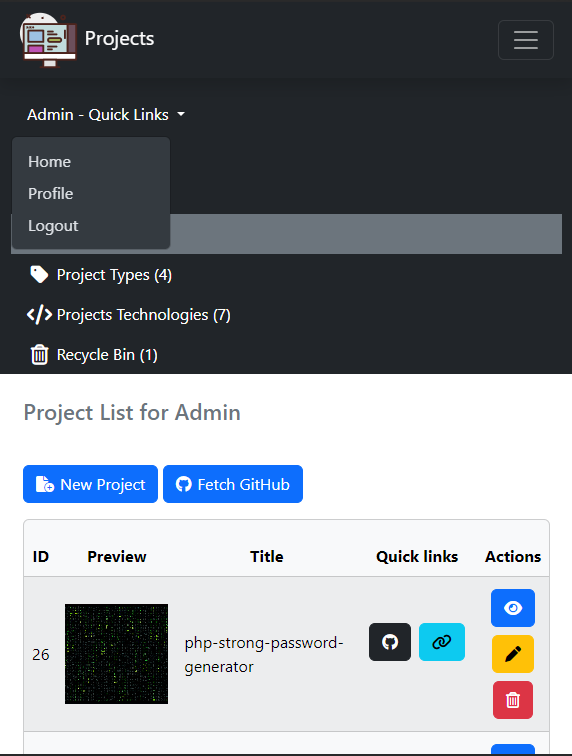 Projects
Admin - Quick Links
Home
Profile
Logout
Project Types (4)
Projects Technologies (7)
Recycle Bin (1)
Project List for Admin
New Project Fetch GitHub
ID Preview Title Quick links Actions
26 php-strong-password-
generator